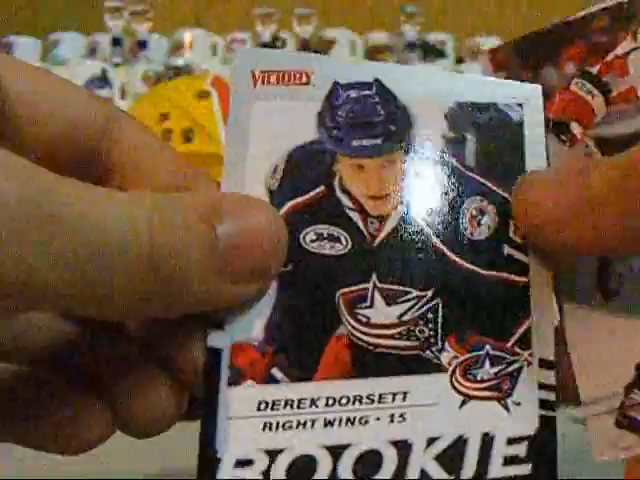 VICTORY
DEREK DORSETT
RIGHT WING • 15
ROOKIE